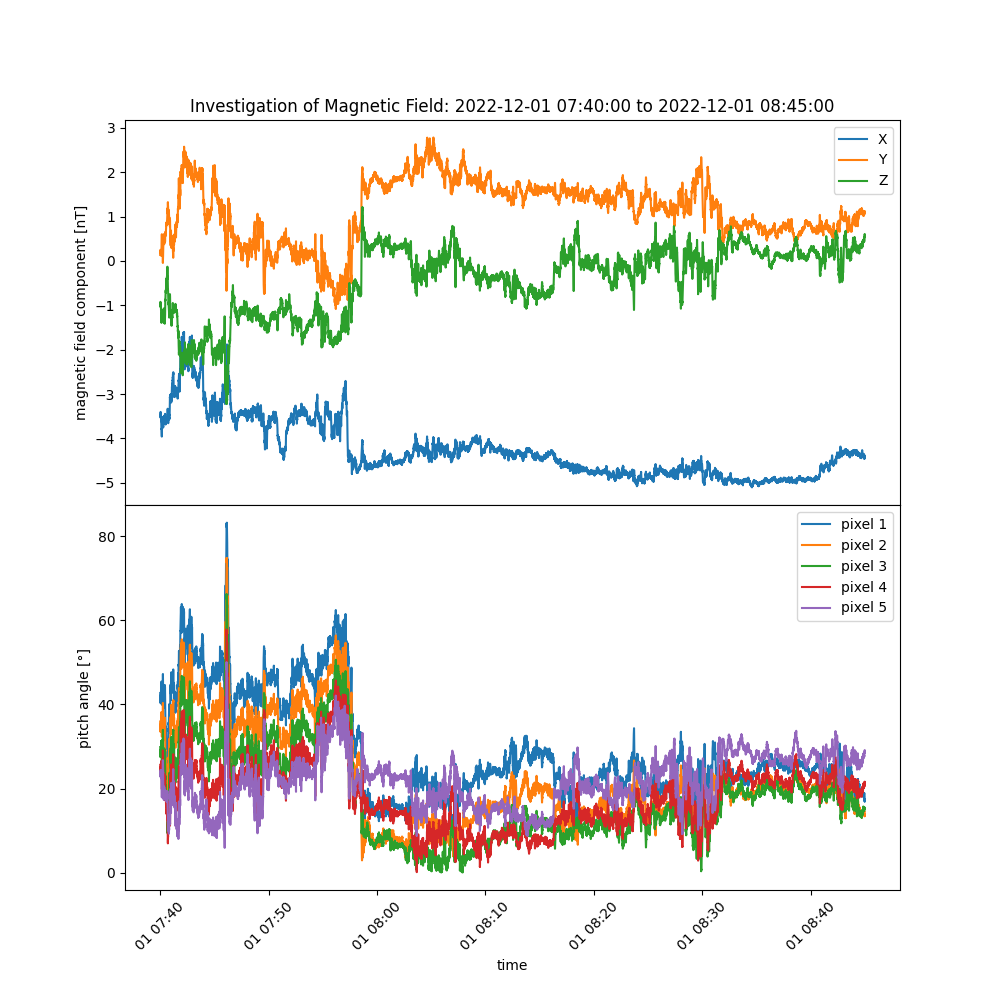 Investigation of Magnetic Field: 2022-12-01 07:40:00 to 2022-12-01 08:45:00
magnetic field component [nT]
3
2
1
0
−1
−2
−3
−4
−5
X
Y
Z
pitch angle [°]
80
60
40
20
0
pixel 1
pixel 2
pixel 3
pixel 4
pixel 5
01 07:40
01 07:50
01 08:00
01 08:10
01 08:20
01 08:30
01 08:40
time